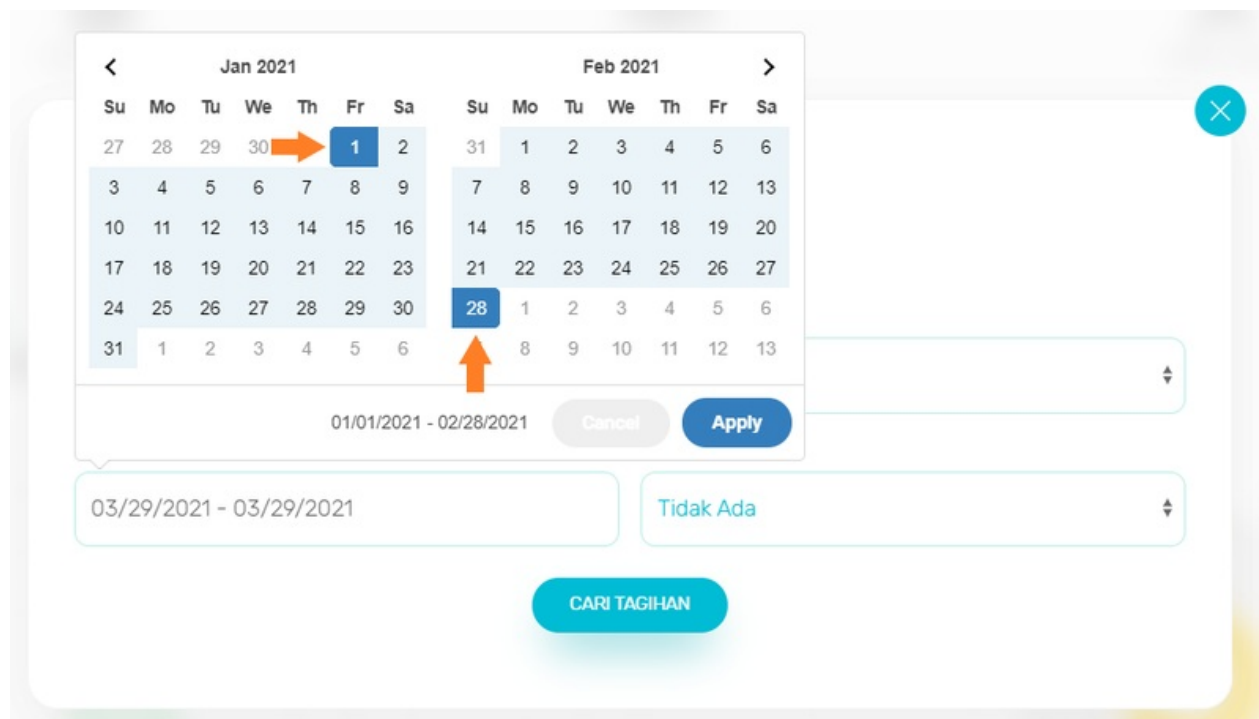 Jan 2021 Feb 2021
Su Mo Tu We Th Fr Sa Su Mo Tu We Th Fr Sa
27 28 29 30 1 2 31 1 2 3 4 5 6
3 4 5 6 7 8 9 7 8 9 10 11 12 13
10 11 12 13 14 15 16 14 15 16 17 18 19 20
17 18 19 20 21 22 23 21 22 23 24 25 26 27
24 25 26 27 28 29 30 28 1 2 3 4 5 6
31 1 2 3 4 5 6 8 9 10 11 12 13
01/01/2021 - 02/28/2021 Cancel Apply
03/29/2021 - 03/29/2021 Tidak Ada
CARI TAGIHAN